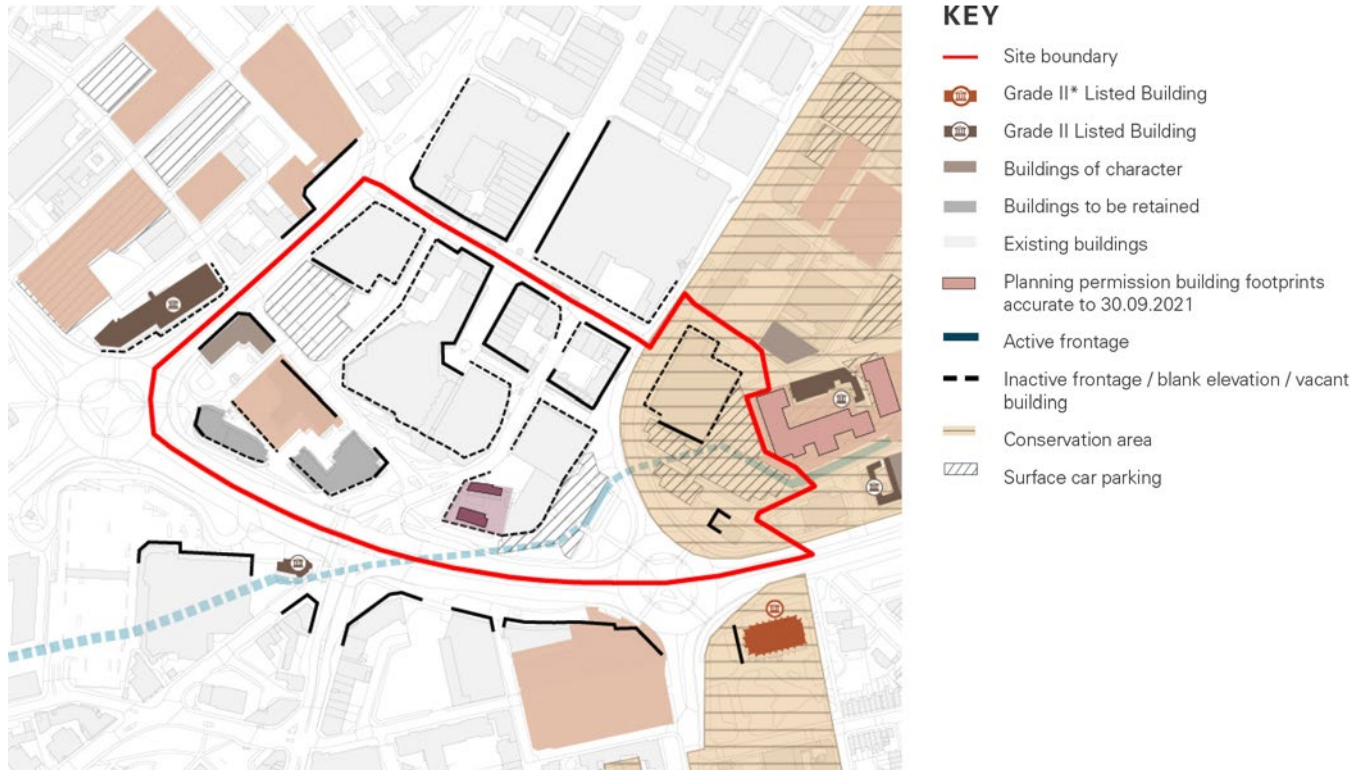 KEY
Site boundary
Grade II* Listed Building
Grade II Listed Building
Buildings of character
Buildings to be retained
Existing buildings
Planning permission building footprints
accurate to 30.09.2021
Active frontage
Inactive frontage / blank elevation / vacant
building
Conservation area
Surface car parking